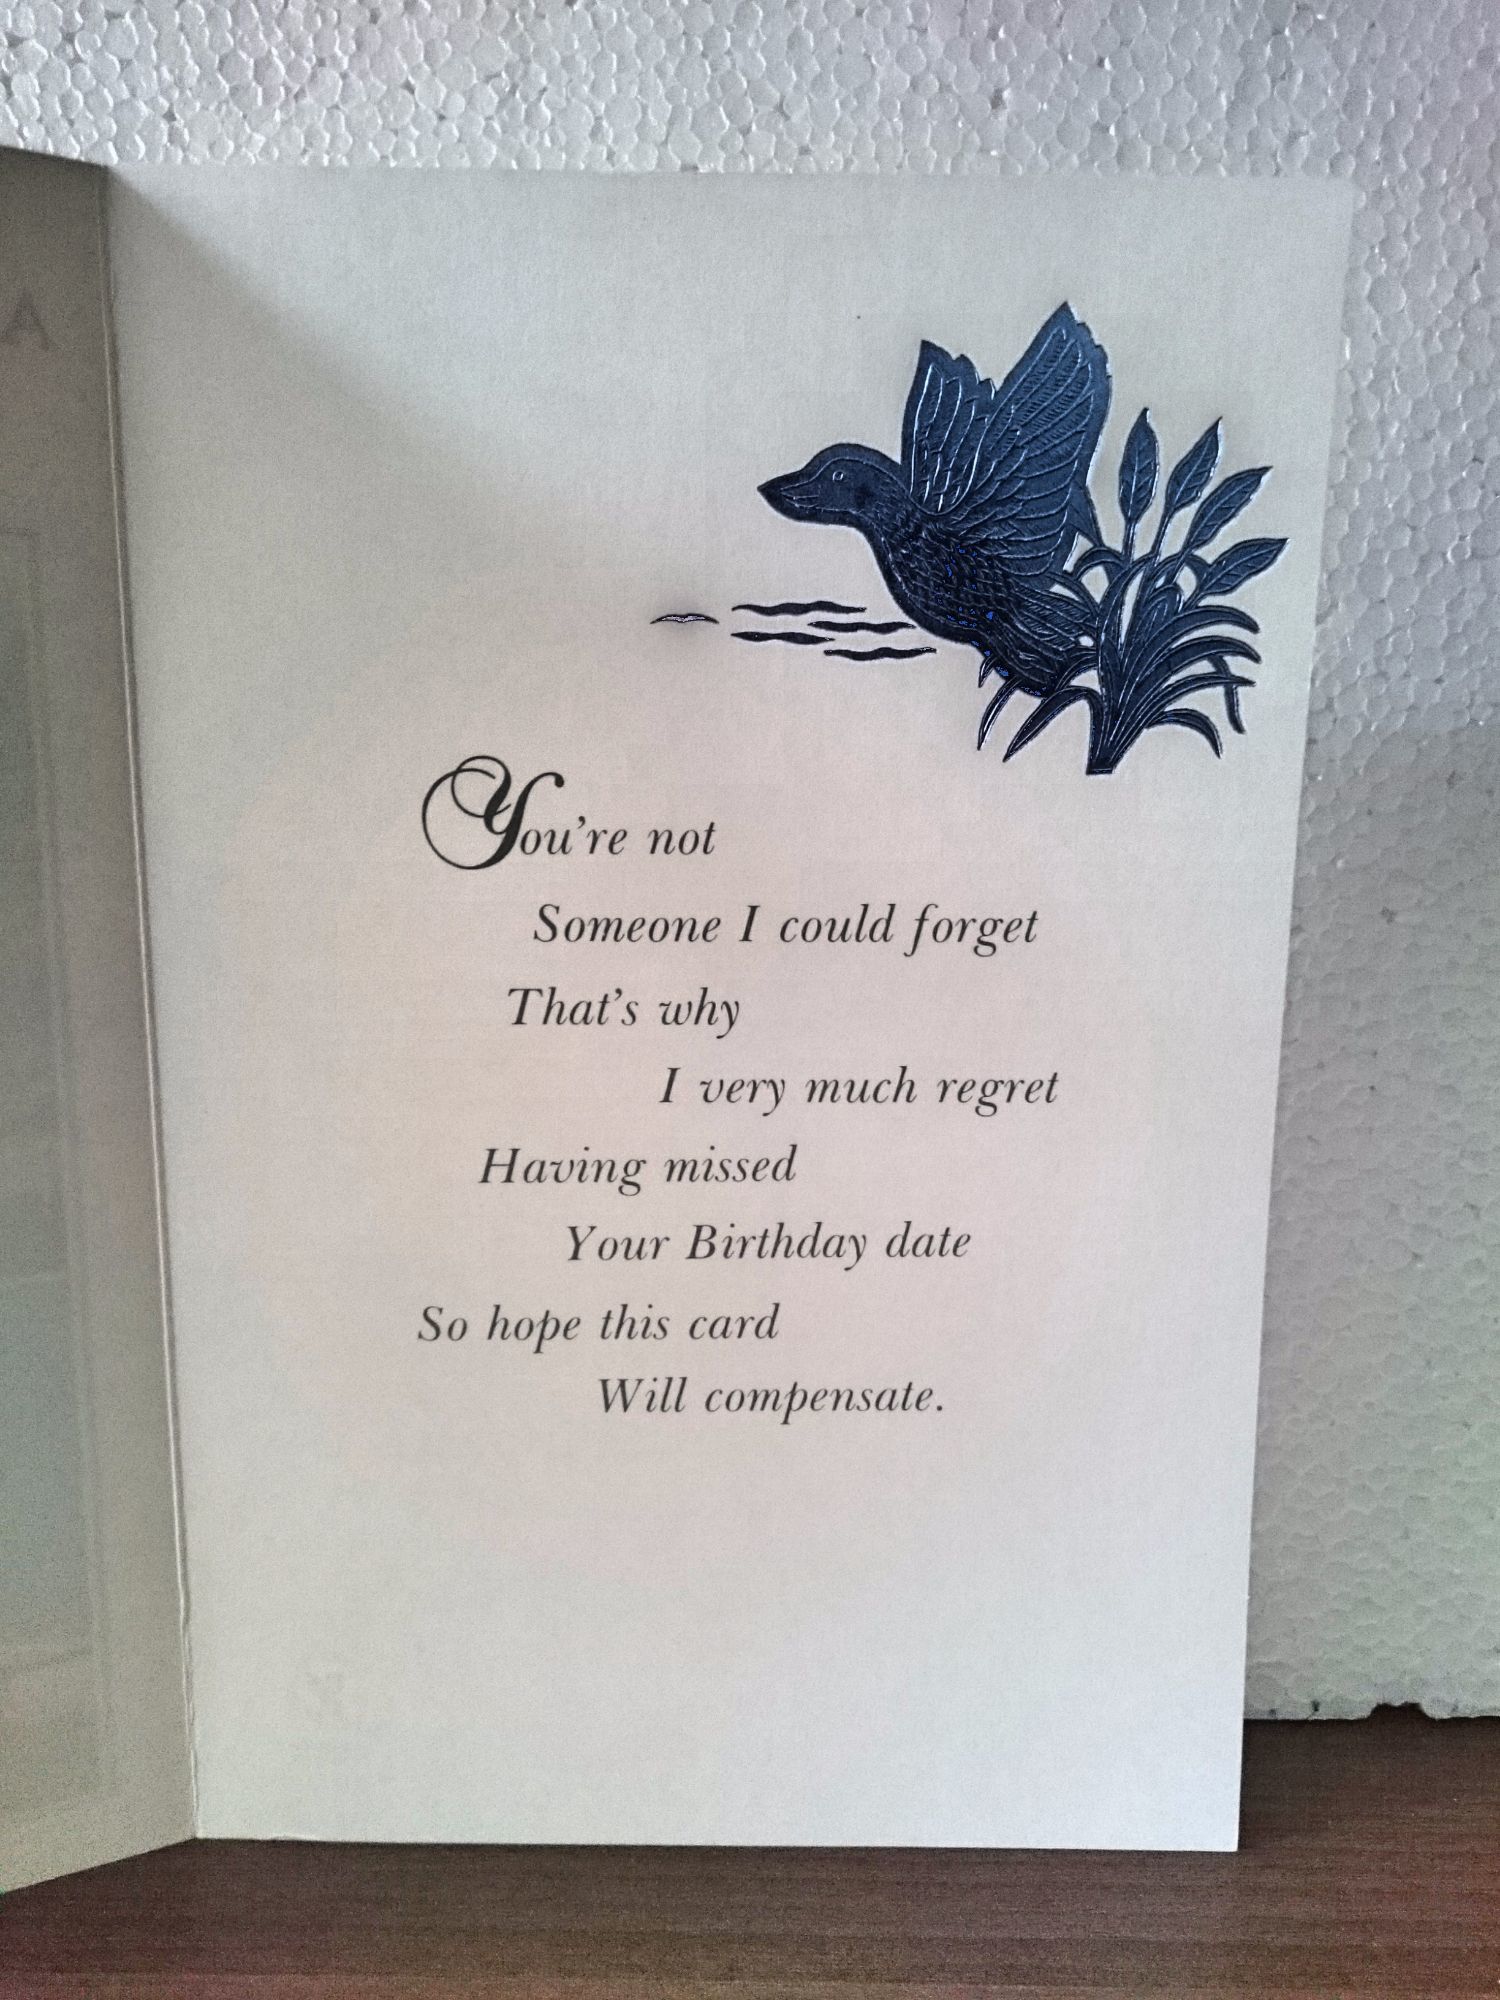 A
You're not
Someone I could forget
That's why
I very much regret
Having missed
Your Birthday date
So hope this card
Will compensate.